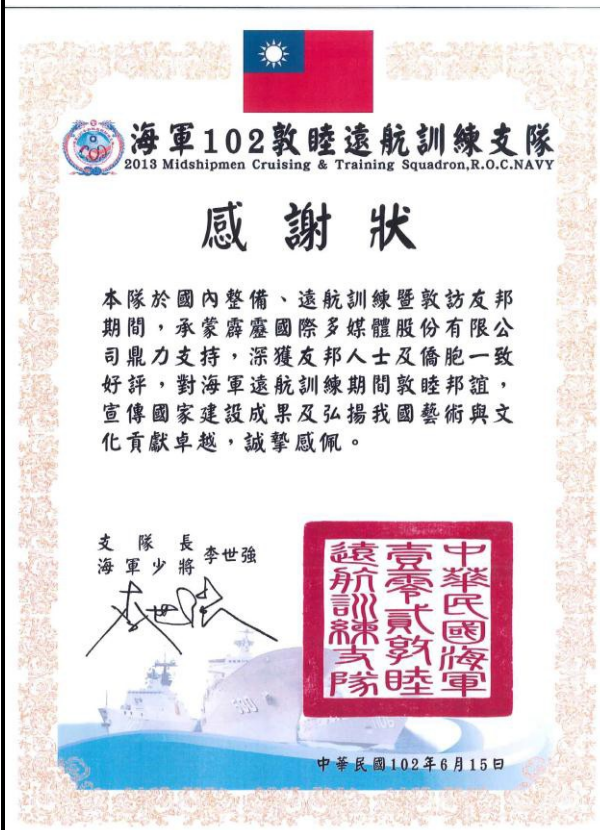 海軍102敦睦遠航訓練支隊
2013 Midshipmen Cruising & Training Squadron,R.O.C.NAVY
感謝狀
本隊於國內整備、遠航訓練暨敦訪友邦
期間，承蒙霹靂國際多媒體股份有限公
司鼎力支持，深獲友邦人士及僑胞一致
好評，對海軍遠航訓練期間敦睦邦誼，
宣傳國家建設成果及弘揚我國藝術與文
化貢獻卓越，誠摯感佩。
支隊長
海軍少將 李世強
李世強
中華民國海軍
壹零貳敦睦
遠航訓練支隊
530
中華民國102年6月15日